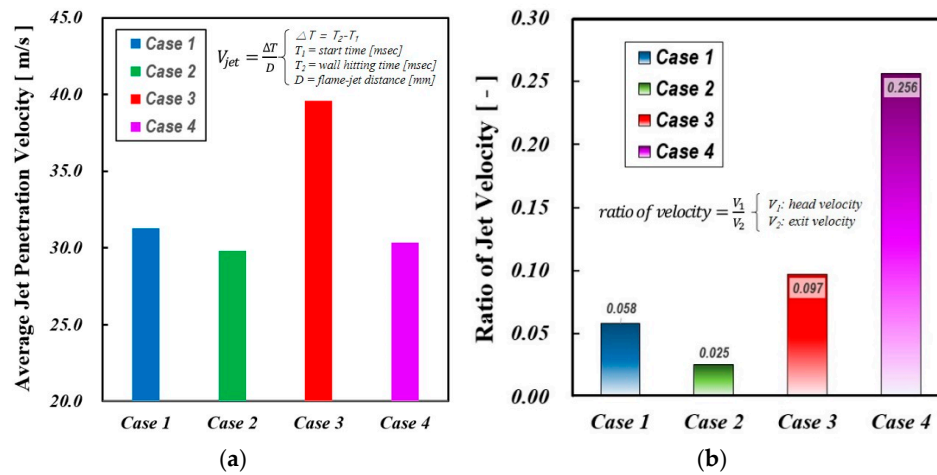 45.0
40.0
35.0
30.0
25.0
20.0
Average Jet Penetration Velocity [ m/s ]
Case 1
Case 2
Case 3
Case 4
V_jet = ΔT/D { △T = T₂-T₁
T₁ = start time [msec]
T₂ = wall hitting time [msec]
D = flame-jet distance [mm]
Case 1 Case 2 Case 3 Case 4
(a)
0.30
0.25
0.20
0.15
0.10
0.05
0.00
Ratio of Jet Velocity [ - ]
Case 1
Case 2
Case 3
Case 4
ratio of velocity = V₁/V₂ { V₁: head velocity
V₂: exit velocity
0.058
0.025
0.097
0.256
Case 1 Case 2 Case 3 Case 4
(b)